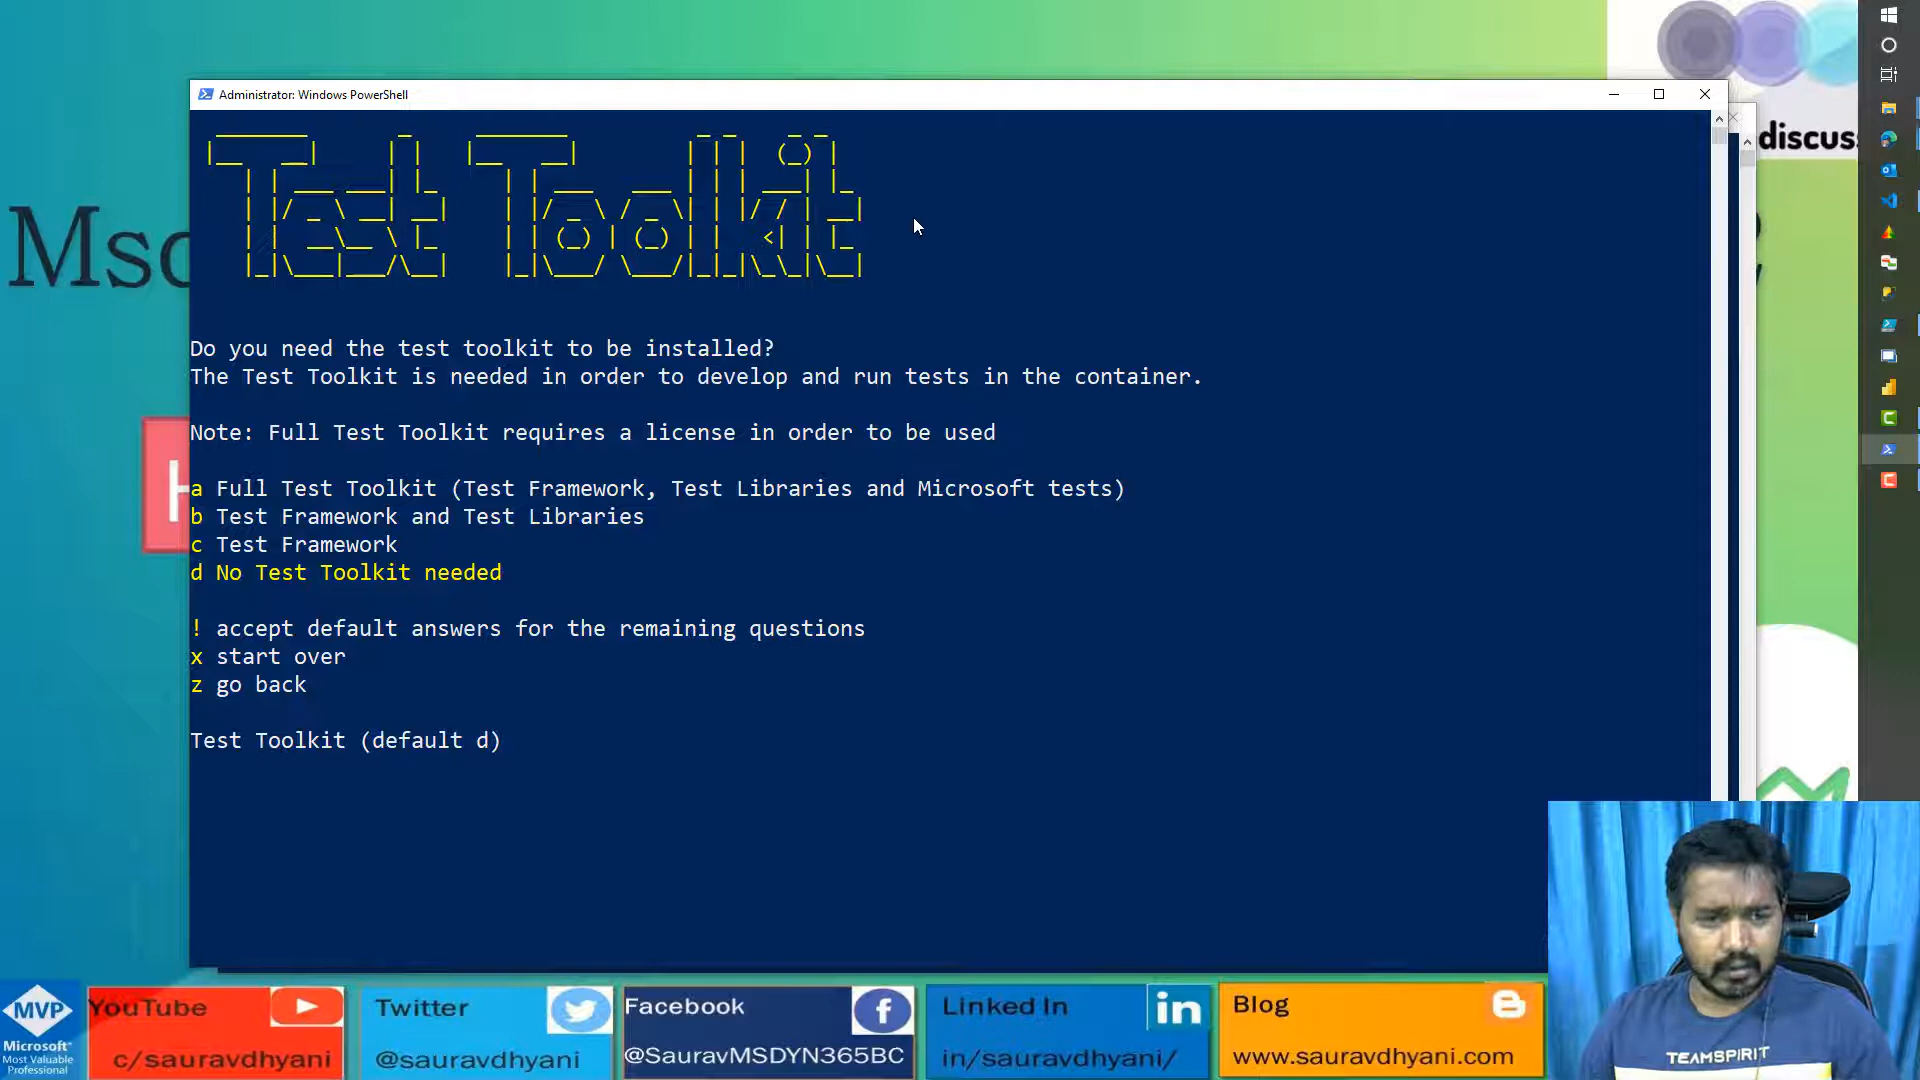 Administrator: Windows PowerShell
discus
Msd
H
Test Toolkit
Do you need the test toolkit to be installed?
The Test Toolkit is needed in order to develop and run tests in the container.
Note: Full Test Toolkit requires a license in order to be used
a Full Test Toolkit (Test Framework, Test Libraries and Microsoft tests)
b Test Framework and Test Libraries
c Test Framework
d No Test Toolkit needed
! accept default answers for the remaining questions
x start over
z go back
Test Toolkit (default d)
TEAMSPIRIT
MVP
Microsoft®
Most Valuable
Professional
YouTube
c/sauravdhyani
Twitter
@sauravdhyani
Facebook
f
@SauravMSDYN365BC
Linked In
in
in/sauravdhyani/
Blog
www.sauravdhyani.com